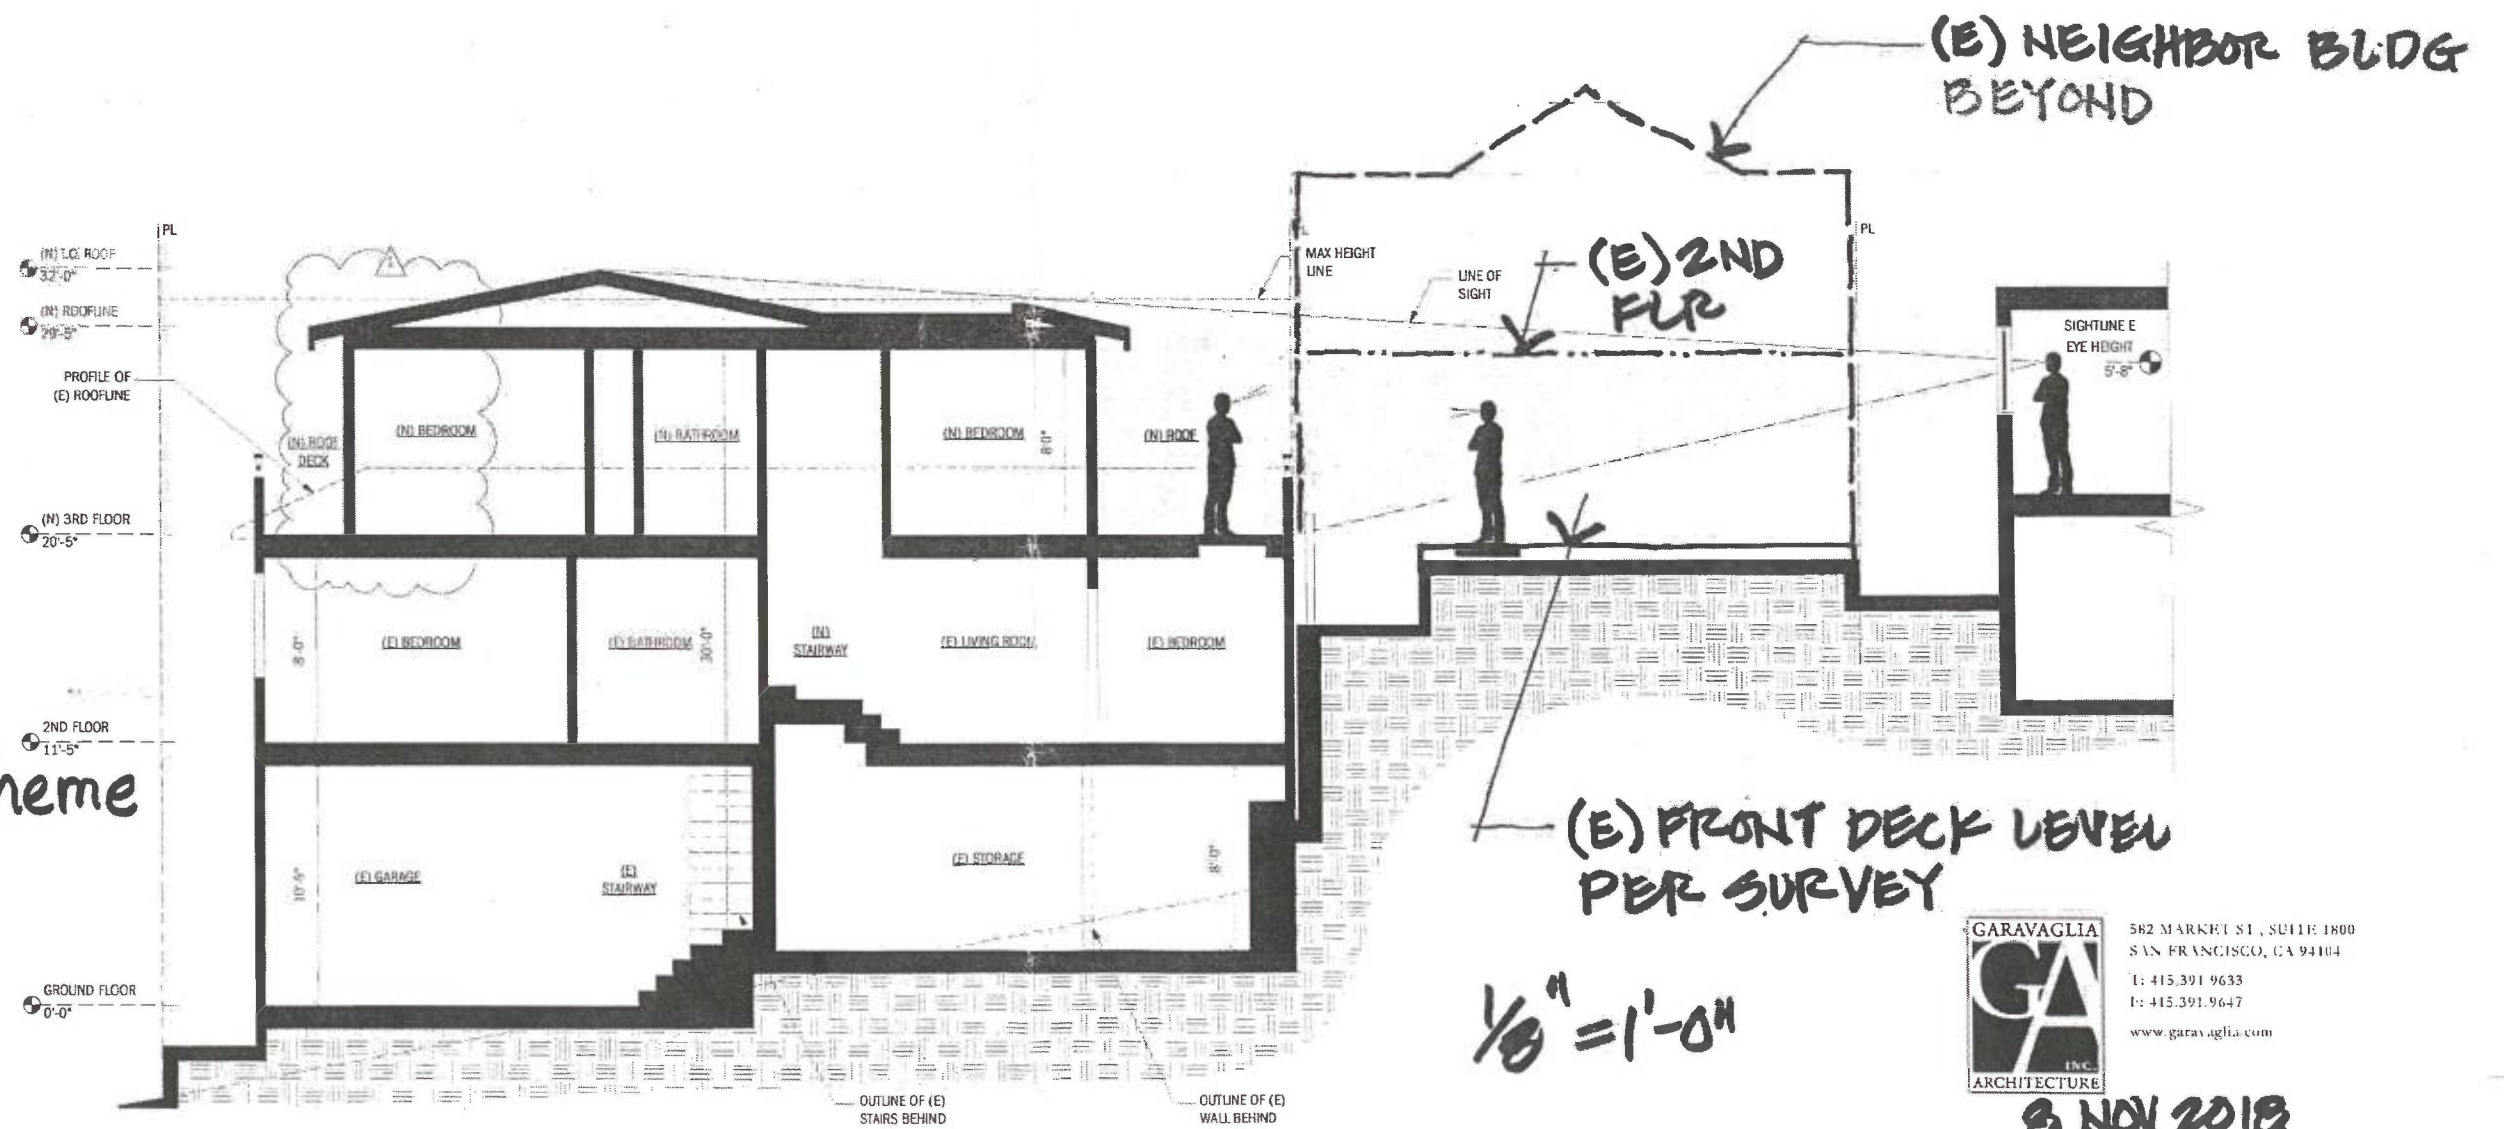 (E) NEIGHBOR BLDG
BEYOND
PL
(N) T.O. ROOF
32'-0"
(N) ROOFLINE
29'-5"
PROFILE OF
(E) ROOFLINE
(N) 3RD FLOOR
20'-5"
2ND FLOOR
11'-5"
GROUND FLOOR
0'-0"
MAX HEIGHT
LINE
LINE OF
SIGHT
(E) 2ND
FLR
PL
SIGHTLINE E
EYE HEIGHT
5'-8"
(N) ROOF
DECK
(N) BEDROOM
(N) BATHROOM
(N) BEDROOM
8'-0"
(N) ROOF
8'-0"
(E) BEDROOM
(E) BATHROOM
30'-0"
(N)
STAIRWAY
(E) LIVING ROOM
(E) BEDROOM
(E) GARAGE
(E)
STAIRWAY
(E) STORAGE
8'-0"
OUTLINE OF (E)
STAIRS BEHIND
OUTLINE OF (E)
WALL BEHIND
(E) FRONT DECK LEVEL
PER SURVEY
1/8" = 1'-0"
GARAVAGLIA
GA
INC.
ARCHITECTURE
582 MARKET ST., SUITE 1800
SAN FRANCISCO, CA 94104
T: 415.391.9633
F: 415.391.9647
www.garavaglia.com
8 NOV 2018